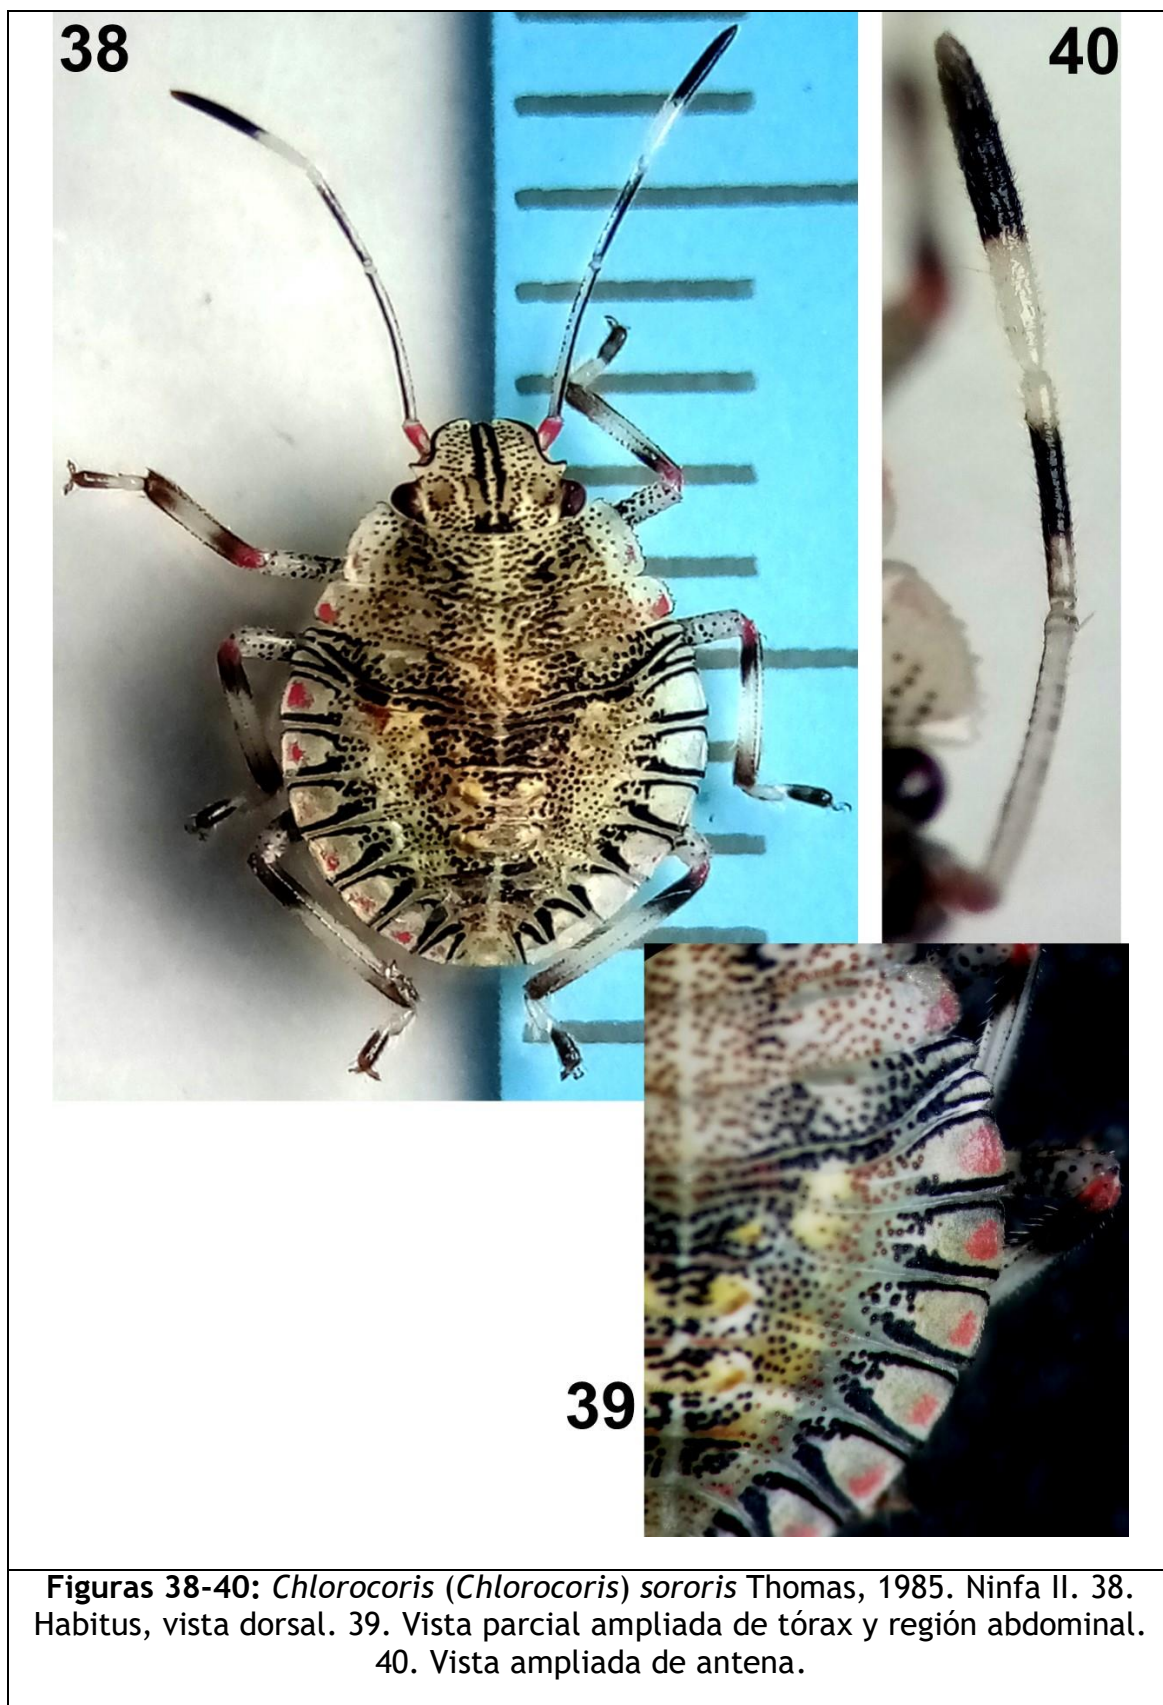 38
40
39
Figuras 38-40: Chlorocoris (Chlorocoris) sororis Thomas, 1985. Ninfa II. 38.
Habitus, vista dorsal. 39. Vista parcial ampliada de tórax y región abdominal.
40. Vista ampliada de antena.